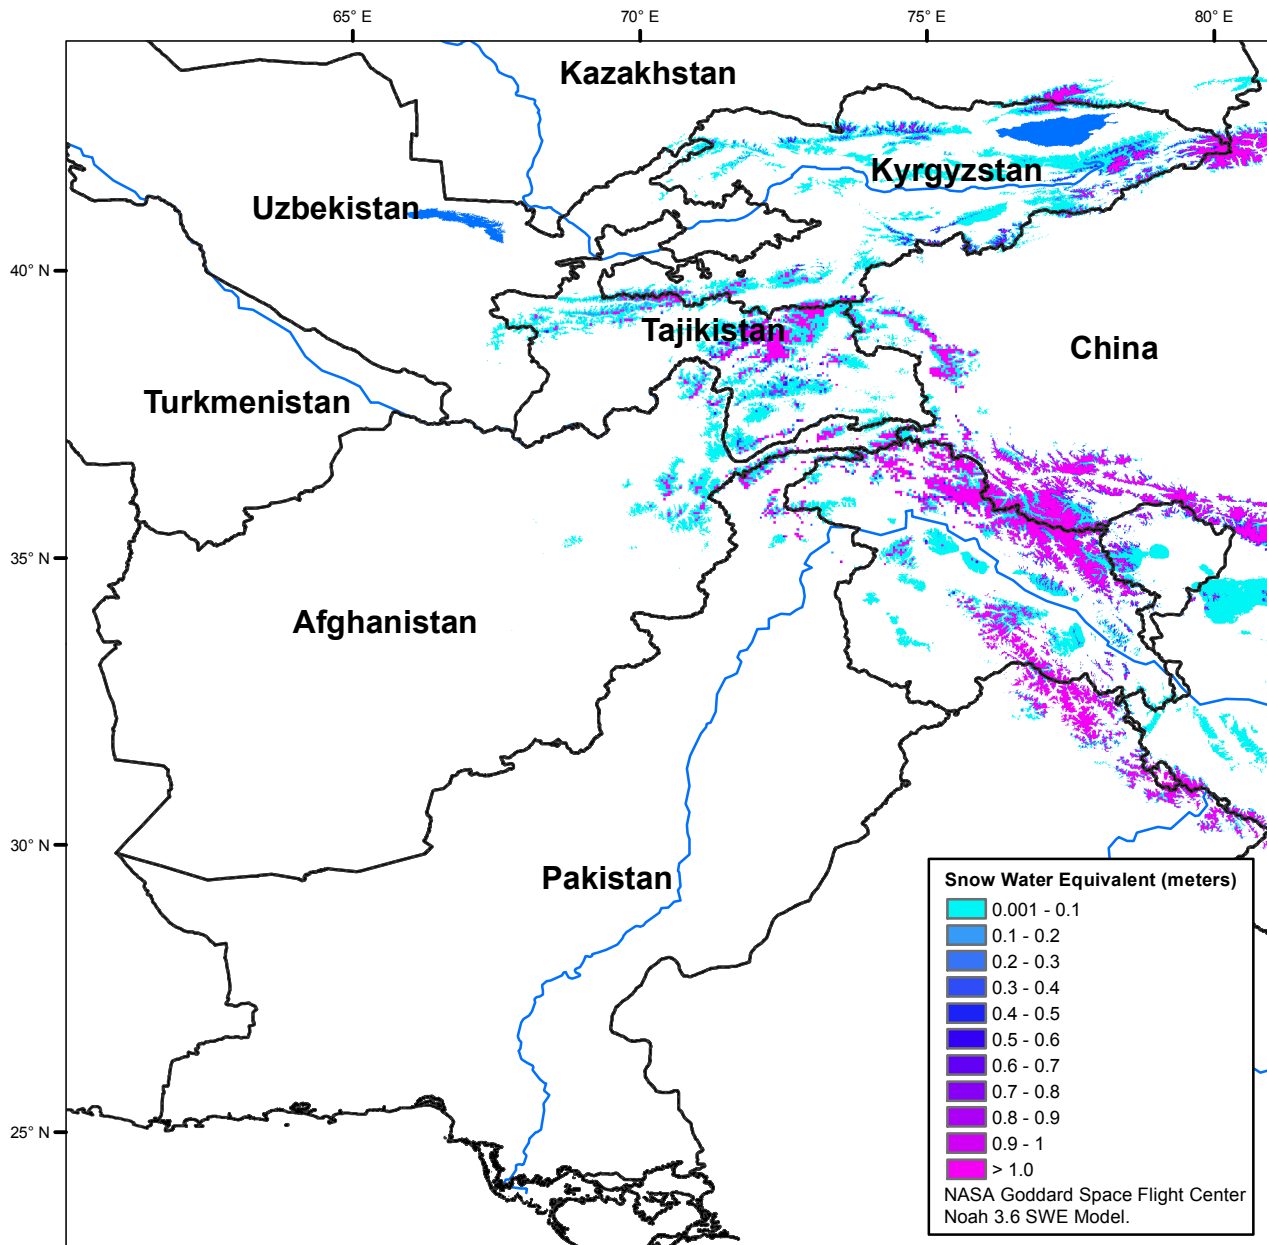 65° E
70° E
75° E
80° E
Kazakhstan
Kyrgyzstan
Uzbekistan
40° N
Tajikistan
China
Turkmenistan
35° N
Afghanistan
30° N
Pakistan
25° N
Snow Water Equivalent (meters)
0.001 - 0.1
0.1 - 0.2
0.2 - 0.3
0.3 - 0.4
0.4 - 0.5
0.5 - 0.6
0.6 - 0.7
0.7 - 0.8
0.8 - 0.9
0.9 - 1
> 1.0
NASA Goddard Space Flight Center
Noah 3.6 SWE Model.